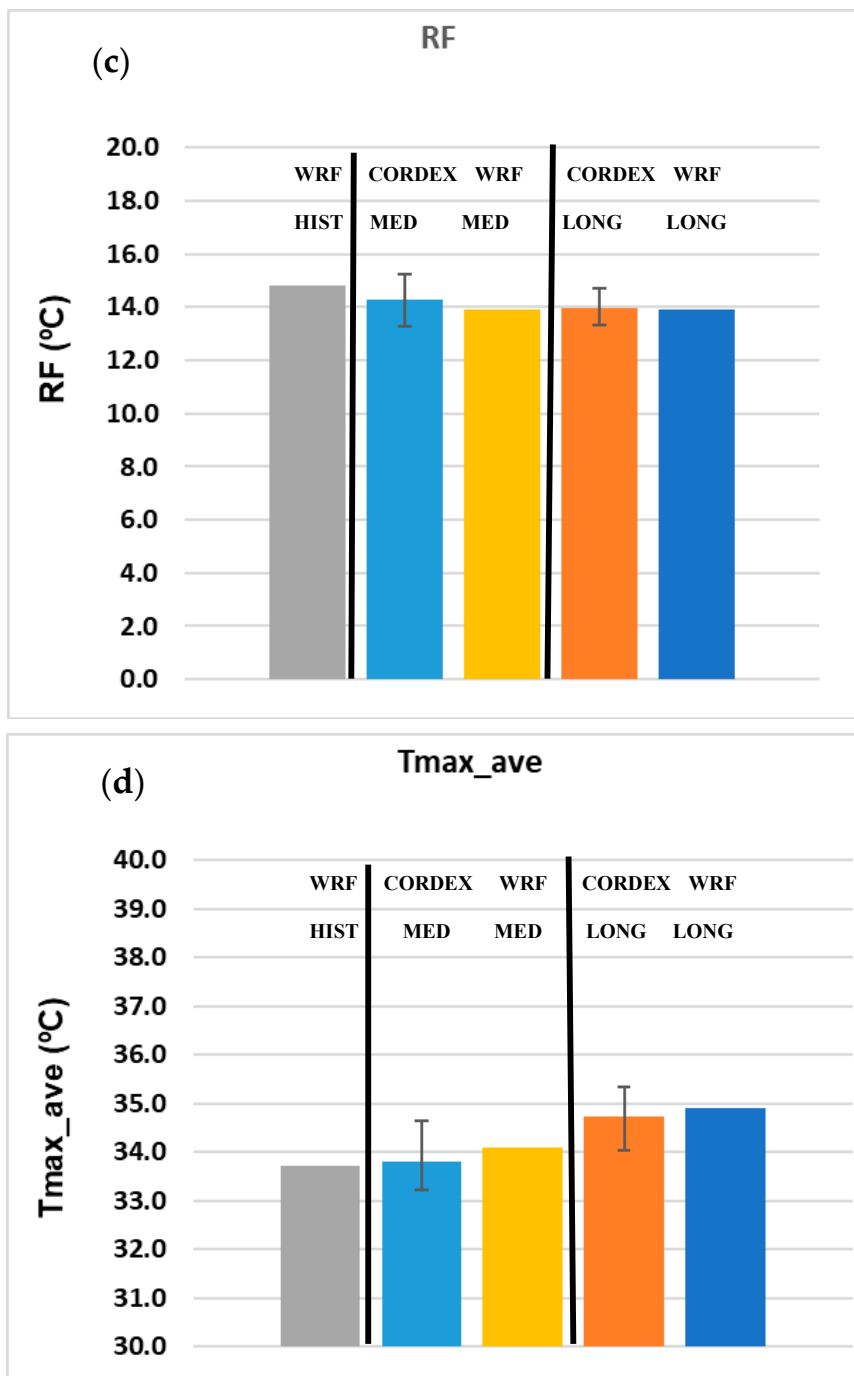 (c)
RF
20.0
WRF CORDEX WRF CORDEX WRF
18.0
HIST MED MED LONG LONG
16.0
14.0
12.0
10.0
8.0
6.0
4.0
2.0
0.0
RF (ºC)
(d)
Tmax_ave
40.0
WRF CORDEX WRF CORDEX WRF
39.0
HIST MED MED LONG LONG
38.0
37.0
36.0
35.0
34.0
33.0
32.0
31.0
30.0
Tmax_ave (ºC)